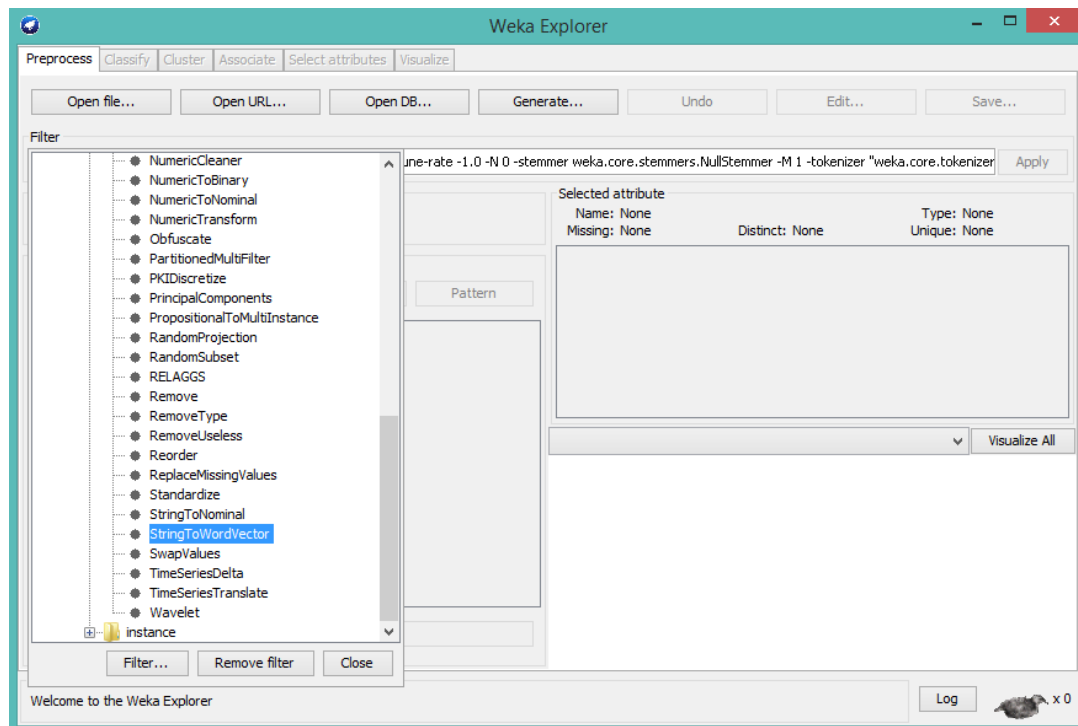 Weka Explorer
Preprocess Classify Cluster Associate Select attributes Visualize
Open file... Open URL... Open DB... Generate... Undo Edit... Save...
Filter
-rate -1.0 -N 0 -stemmer weka.core.stemmers.NullStemmer -M 1 -tokenizer "weka.core.tokenizer Apply
NumericCleaner
NumericToBinary
NumericToNominal
NumericTransform
Obfuscate
PartitionedMultiFilter
PKIDiscretize
PrincipalComponents
PropositionalToMultiInstance
RandomProjection
RandomSubset
RELAGGS
Remove
RemoveType
RemoveUseless
Reorder
ReplaceMissingValues
Standardize
StringToNominal
StringToWordVector
SwapValues
TimeSeriesDelta
TimeSeriesTranslate
Wavelet
instance
Filter... Remove filter Close
Pattern
Selected attribute
Name: None Type: None
Missing: None Distinct: None Unique: None
Visualize All
Welcome to the Weka Explorer
Log x 0